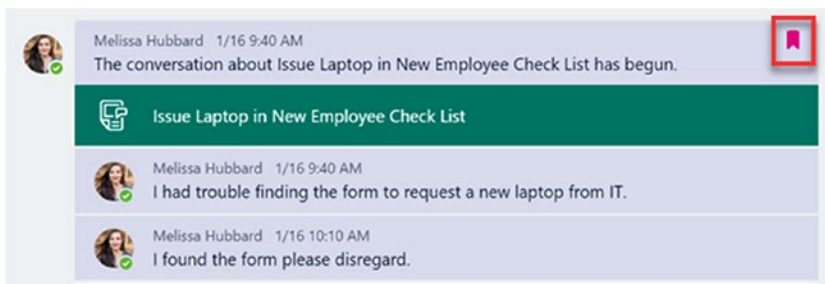 Melissa Hubbard 1/16 9:40 AM
The conversation about Issue Laptop in New Employee Check List has begun.
Issue Laptop in New Employee Check List
Melissa Hubbard 1/16 9:40 AM
I had trouble finding the form to request a new laptop from IT.
Melissa Hubbard 1/16 10:10 AM
I found the form please disregard.